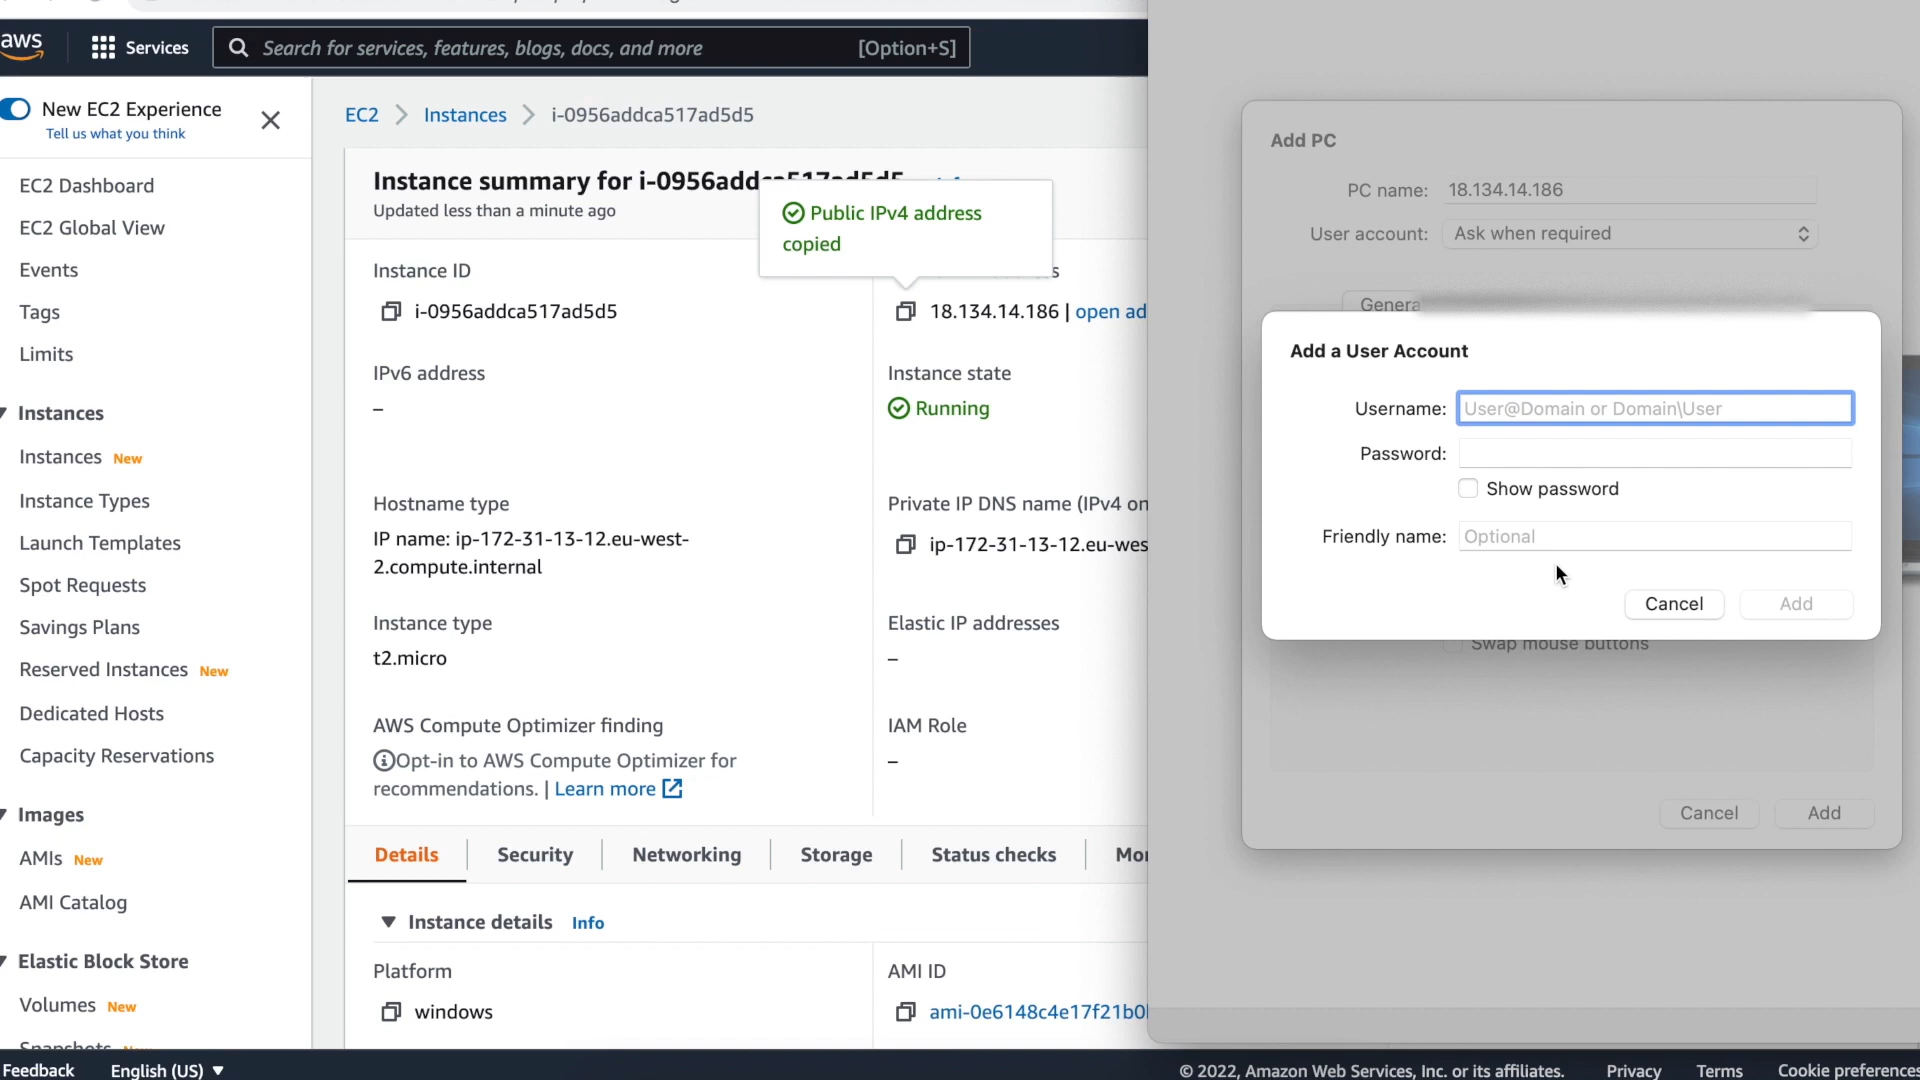 aws
Services
Search for services, features, blogs, docs, and more
[Option+S]
New EC2 Experience
Tell us what you think
EC2 Dashboard
EC2 Global View
Events
Tags
Limits
Instances
Instances New
Instance Types
Launch Templates
Spot Requests
Savings Plans
Reserved Instances New
Dedicated Hosts
Capacity Reservations
Images
AMIs New
AMI Catalog
Elastic Block Store
Volumes New
Snapshots New
EC2 > Instances > i-0956addca517ad5d5
Instance summary for i-0956addca517ad5d5
Updated less than a minute ago
Public IPv4 address
copied
Instance ID
i-0956addca517ad5d5
18.134.14.186 | open ad
IPv6 address
–
Instance state
Running
Hostname type
IP name: ip-172-31-13-12.eu-west-
2.compute.internal
Private IP DNS name (IPv4 on
ip-172-31-13-12.eu-wes
Instance type
t2.micro
Elastic IP addresses
–
AWS Compute Optimizer finding
Opt-in to AWS Compute Optimizer for
recommendations. | Learn more
IAM Role
–
Details
Security
Networking
Storage
Status checks
Mo
Instance details Info
Platform
windows
AMI ID
ami-0e6148c4e17f21b0
Add PC
PC name: 18.134.14.186
User account: Ask when required
Genera
Add a User Account
Username: User@Domain or Domain\User
Password:
Show password
Friendly name: Optional
Cancel
Add
Swap mouse buttons
Cancel
Add
Feedback
English (US)
© 2022, Amazon Web Services, Inc. or its affiliates.
Privacy
Terms
Cookie preferences